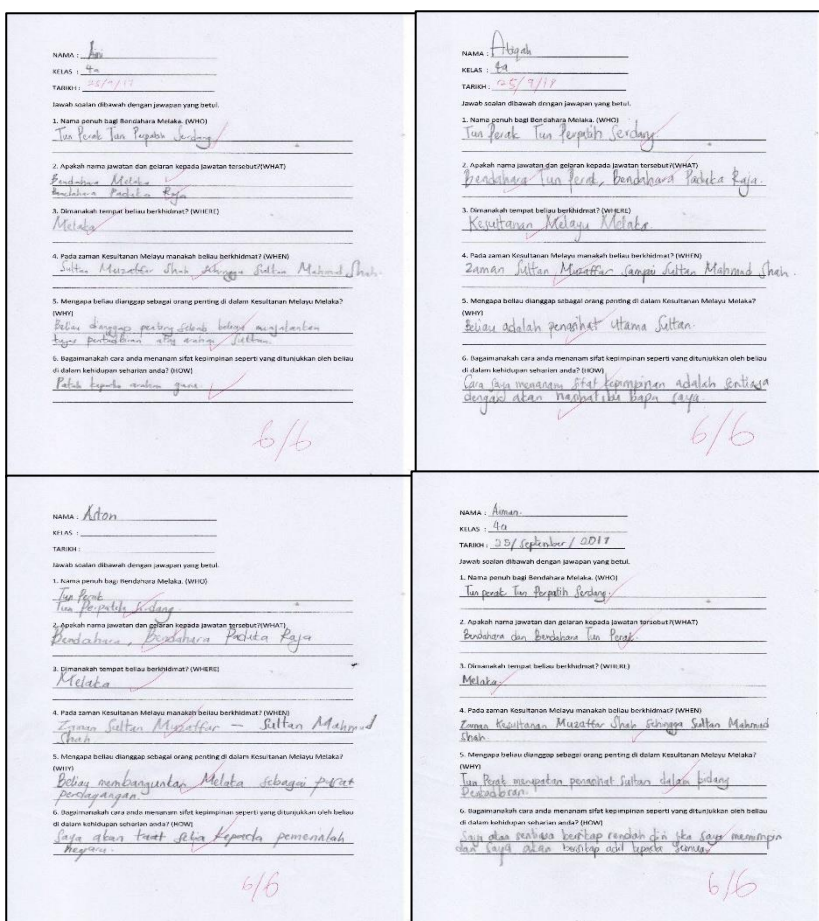 NAMA : Aini
KELAS : 4a
TARIKH : 25/9/17
Jawab soalan dibawah dengan jawapan yang betul.
1. Nama penuh bagi Bendahara Melaka. (WHO)
Tun Perak Tun Perpatih Serdang
2. Apakah nama jawatan dan gelaran kepada jawatan tersebut?(WHAT)
Bendahara Melaka
Bendahara Paduka Raja
3. Dimanakah tempat beliau berkhidmat? (WHERE)
Melaka
4. Pada zaman Kesultanan Melayu manakah beliau berkhidmat? (WHEN)
Sultan Muzaffar Shah sehingga Sultan Mahmud Shah.
5. Mengapa beliau dianggap sebagai orang penting di dalam Kesultanan Melayu Melaka?
(WHY)
Beliau dianggap penting sebab beliau menjalankan
tugas pentadbiran atas arahan Sultan.
6. Bagaimanakah cara anda menanam sifat kepimpinan seperti yang ditunjukkan oleh beliau
di dalam kehidupan seharian anda? (HOW)
Patuh kepada arahan guru.
6/6
NAMA : Atiqah
KELAS : 4a
TARIKH : 25/9/17
Jawab soalan dibawah dengan jawapan yang betul.
1. Nama penuh bagi Bendahara Melaka. (WHO)
Tun Perak Tun Perpatih Serdang
2. Apakah nama jawatan dan gelaran kepada jawatan tersebut?(WHAT)
Bendahara Tun Perak, Bendahara Paduka Raja.
3. Dimanakah tempat beliau berkhidmat? (WHERE)
Kesultanan Melayu Melaka.
4. Pada zaman Kesultanan Melayu manakah beliau berkhidmat? (WHEN)
Zaman Sultan Muzaffar sampai Sultan Mahmud Shah.
5. Mengapa beliau dianggap sebagai orang penting di dalam Kesultanan Melayu Melaka?
(WHY)
Beliau adalah penasihat utama Sultan.
6. Bagaimanakah cara anda menanam sifat kepimpinan seperti yang ditunjukkan oleh beliau
di dalam kehidupan seharian anda? (HOW)
Cara saya menanam sifat kepimpinan adalah sentiasa
dengar akan nasihat ibu bapa saya.
6/6
NAMA : Aston
KELAS :
TARIKH :
Jawab soalan dibawah dengan jawapan yang betul.
1. Nama penuh bagi Bendahara Melaka. (WHO)
Tun Perak
Tun Perpatih Sedang
2. Apakah nama jawatan dan gelaran kepada jawatan tersebut?(WHAT)
Bendahara, Bendahara Paduka Raja
3. Dimanakah tempat beliau berkhidmat? (WHERE)
Melaka
4. Pada zaman Kesultanan Melayu manakah beliau berkhidmat? (WHEN)
Zaman Sultan Muzaffar – Sultan Mahmud
Shah
5. Mengapa beliau dianggap sebagai orang penting di dalam Kesultanan Melayu Melaka?
(WHY)
Beliau membangunkan Melaka sebagai pusat
perdagangan.
6. Bagaimanakah cara anda menanam sifat kepimpinan seperti yang ditunjukkan oleh beliau
di dalam kehidupan seharian anda? (HOW)
Saya akan taat setia kepada pemerintah
negara.
6/6
NAMA : Aiman.
KELAS : 4a
TARIKH : 25/September/2017
Jawab soalan dibawah dengan jawapan yang betul.
1. Nama penuh bagi Bendahara Melaka. (WHO)
Tun perak Tun Perpatih Serdang.
2. Apakah nama jawatan dan gelaran kepada jawatan tersebut?(WHAT)
Bendahara dan Bendahara Tun Perak.
3. Dimanakah tempat beliau berkhidmat? (WHERE)
Melaka.
4. Pada zaman Kesultanan Melayu manakah beliau berkhidmat? (WHEN)
Zaman Kesultanan Muzaffar Shah sehingga Sultan Mahmud
Shah.
5. Mengapa beliau dianggap sebagai orang penting di dalam Kesultanan Melayu Melaka?
(WHY)
Tun Perak merupakan penasihat Sultan dalam bidang
Pentadbiran.
6. Bagaimanakah cara anda menanam sifat kepimpinan seperti yang ditunjukkan oleh beliau
di dalam kehidupan seharian anda? (HOW)
Saya akan sentiasa bersikap rendah diri jika saya memimpin
dan saya akan bersikap adil kepada semua.
6/6